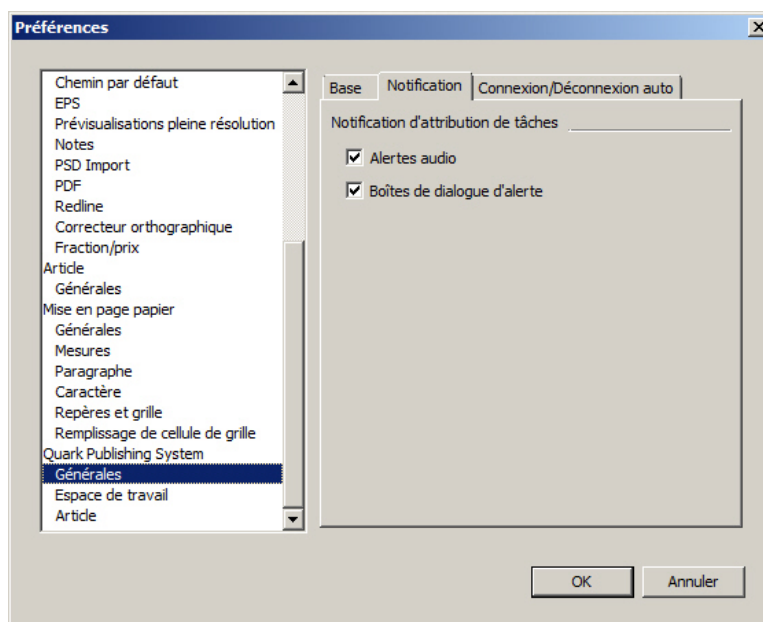 Préférences
Chemin par défaut
EPS
Prévisualisations pleine résolution
Notes
PSD Import
PDF
Redline
Correcteur orthographique
Fraction/prix
Article
Générales
Mise en page papier
Générales
Mesures
Paragraphe
Caractère
Repères et grille
Remplissage de cellule de grille
Quark Publishing System
Générales
Espace de travail
Article
Base
Notification
Connexion/Déconnexion auto
Notification d'attribution de tâches
Alertes audio
Boîtes de dialogue d'alerte
OK
Annuler